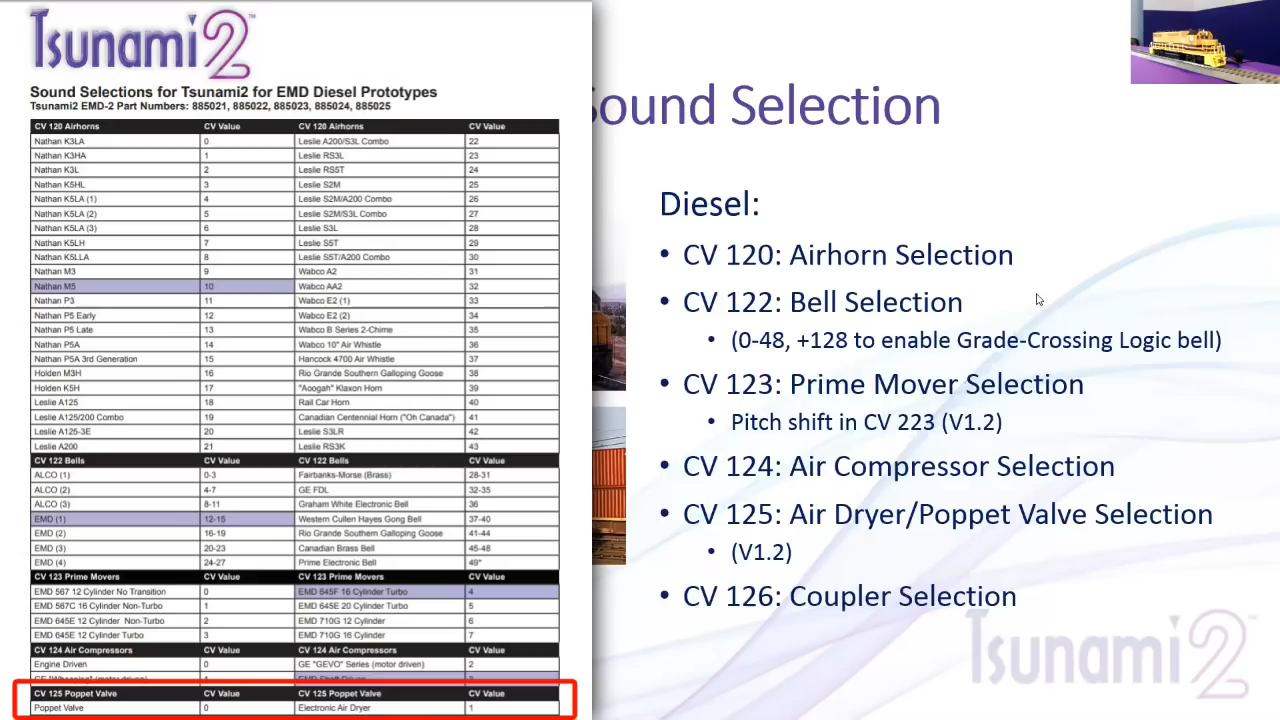 Tsunami2™
Sound Selections for Tsunami2 for EMD Diesel Prototypes
Tsunami2 EMD-2 Part Numbers: 885021, 885022, 885023, 885024, 885025
CV 120 Airhorns CV Value CV 120 Airhorns CV Value
Nathan K3LA 0 Leslie A200/S3L Combo 22
Nathan K3HA 1 Leslie RS3L 23
Nathan K3L 2 Leslie RS5T 24
Nathan K5HL 3 Leslie S2M 25
Nathan K5LA (1) 4 Leslie S2M/A200 Combo 26
Nathan K5LA (2) 5 Leslie S2M/S3L Combo 27
Nathan K5LA (3) 6 Leslie S3L 28
Nathan K5LH 7 Leslie S5T 29
Nathan K5LLA 8 Leslie S5T/A200 Combo 30
Nathan M3 9 Wabco A2 31
Nathan M5 10 Wabco AA2 32
Nathan P3 11 Wabco E2 (1) 33
Nathan P5 Early 12 Wabco E2 (2) 34
Nathan P5 Late 13 Wabco B Series 2-Chime 35
Nathan P5A 14 Wabco 10" Air Whistle 36
Nathan P5A 3rd Generation 15 Hancock 4700 Air Whistle 37
Holden M3H 16 Rio Grande Southern Galloping Goose 38
Holden K5H 17 "Aoogah" Klaxon Horn 39
Leslie A125 18 Rail Car Horn 40
Leslie A125/200 Combo 19 Canadian Centennial Horn ("Oh Canada") 41
Leslie A125-3E 20 Leslie S3LR 42
Leslie A200 21 Leslie RS3K 43
CV 122 Bells CV Value CV 122 Bells CV Value
ALCO (1) 0-3 Fairbanks-Morse (Brass) 28-31
ALCO (2) 4-7 GE FDL 32-35
ALCO (3) 8-11 Graham White Electronic Bell 36
EMD (1) 12-15 Western Cullen Hayes Gong Bell 37-40
EMD (2) 16-19 Rio Grande Southern Galloping Goose 41-44
EMD (3) 20-23 Canadian Brass Bell 45-48
EMD (4) 24-27 Prime Electronic Bell 49*
CV 123 Prime Movers CV Value CV 123 Prime Movers CV Value
EMD 567 12 Cylinder No Transition 0 EMD 645F 16 Cylinder Turbo 4
EMD 567C 16 Cylinder Non-Turbo 1 EMD 645E 20 Cylinder Turbo 5
EMD 645E 12 Cylinder Non-Turbo 2 EMD 710G 12 Cylinder 6
EMD 645E 12 Cylinder Turbo 3 EMD 710G 16 Cylinder 7
CV 124 Air Compressors CV Value CV 124 Air Compressors CV Value
Engine Driven 0 GE "GEVO" Series (motor driven) 2
CV 125 Poppet Valve CV Value CV 125 Poppet Valve CV Value
Poppet Valve 0 Electronic Air Dryer 1
Sound Selection
Diesel:
• CV 120: Airhorn Selection
• CV 122: Bell Selection
• (0-48, +128 to enable Grade-Crossing Logic bell)
• CV 123: Prime Mover Selection
• Pitch shift in CV 223 (V1.2)
• CV 124: Air Compressor Selection
• CV 125: Air Dryer/Poppet Valve Selection
• (V1.2)
• CV 126: Coupler Selection
Tsunami2™